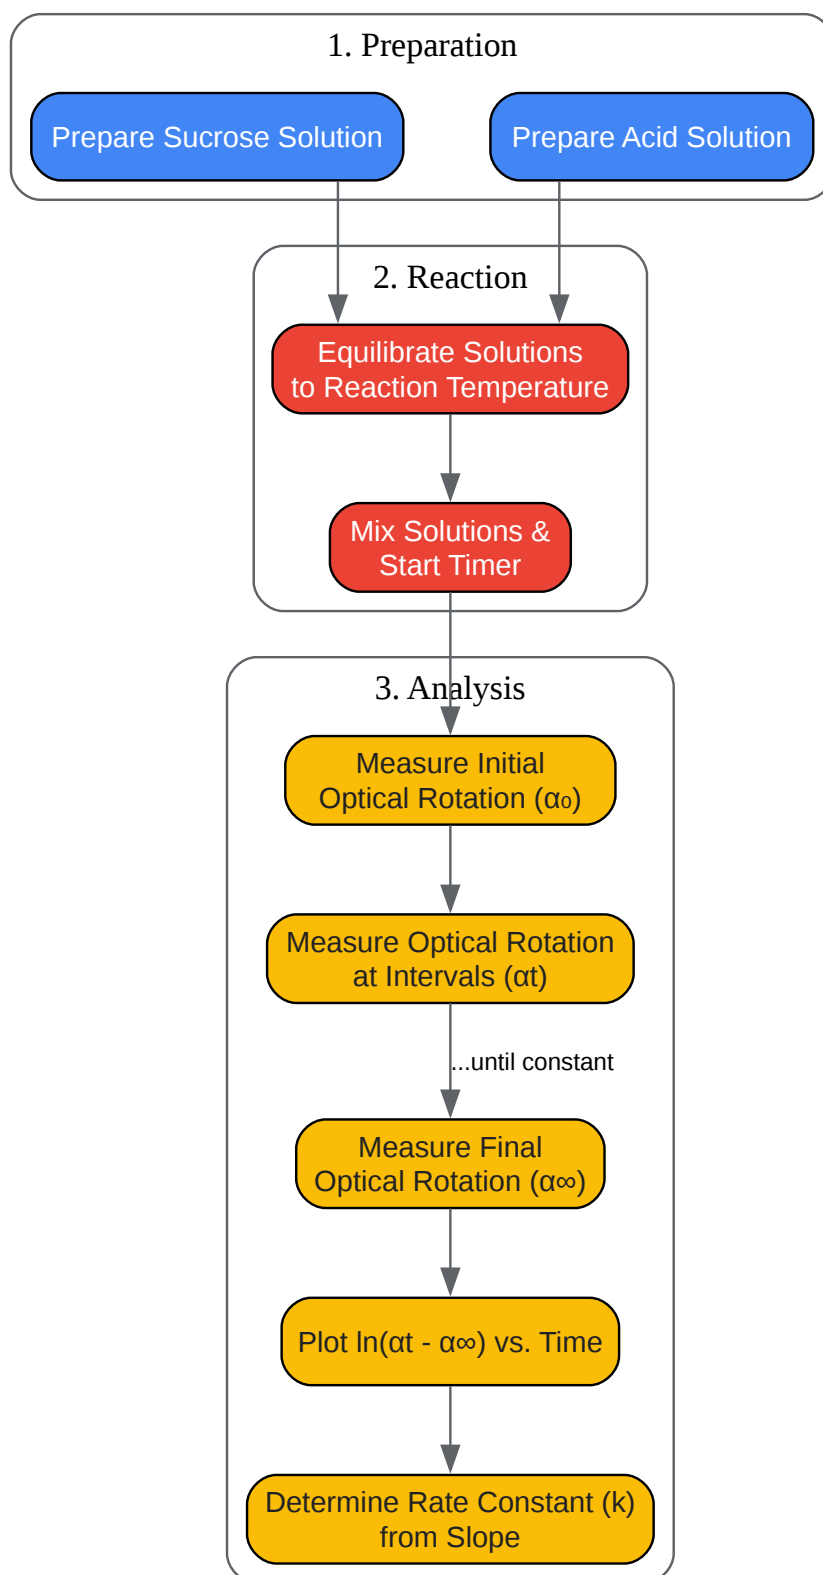 1. Preparation
Prepare Sucrose Solution
Prepare Acid Solution
2. Reaction
Equilibrate Solutions
to Reaction Temperature
Mix Solutions &
Start Timer
3. Analysis
Measure Initial
Optical Rotation (α₀)
Measure Optical Rotation
at Intervals (αt)
...until constant
Measure Final
Optical Rotation (α∞)
Plot ln(αt - α∞) vs. Time
Determine Rate Constant (k)
from Slope